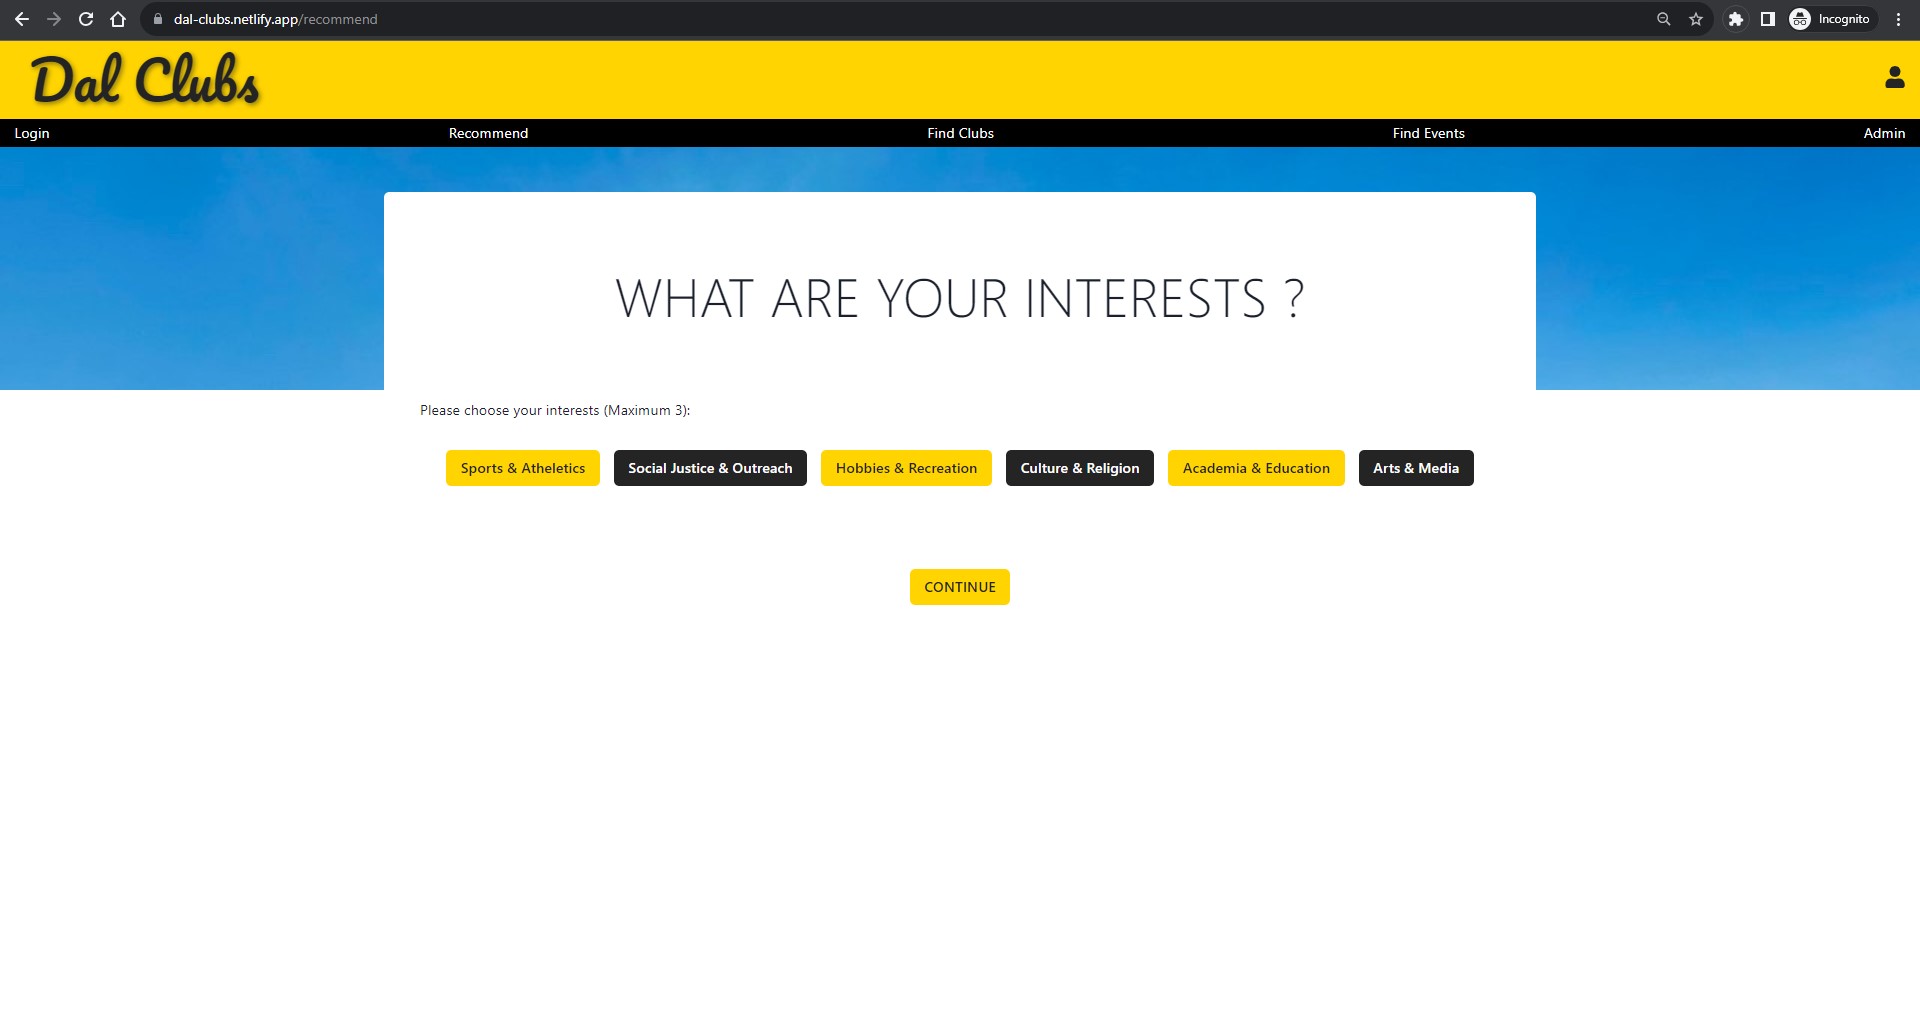 dal-clubs.netlify.app/recommend
Incognito
Dal Clubs
Login Recommend Find Clubs Find Events Admin
WHAT ARE YOUR INTERESTS ?
Please choose your interests (Maximum 3):
Sports & Atheletics Social Justice & Outreach Hobbies & Recreation Culture & Religion Academia & Education Arts & Media
CONTINUE